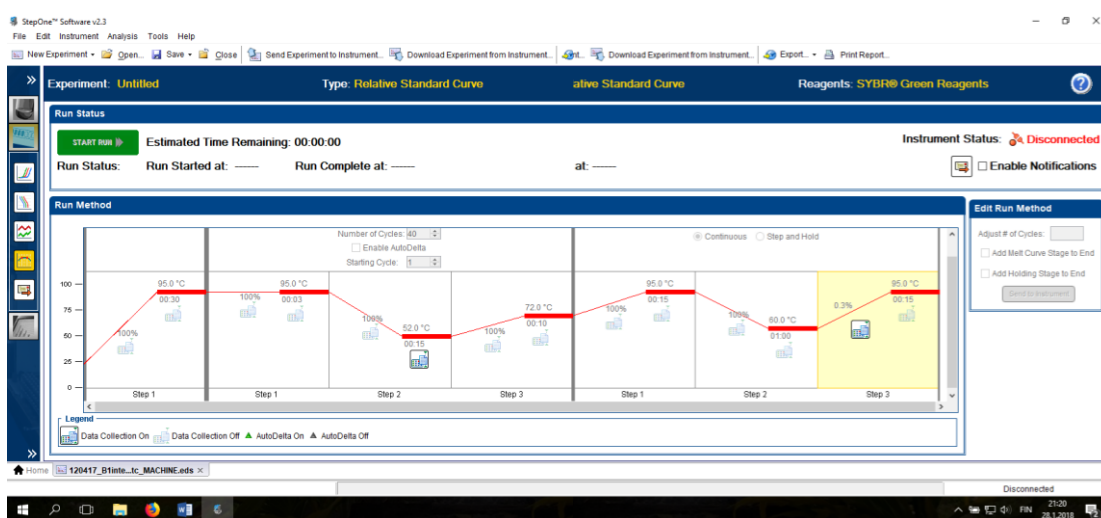 StepOne™ Software v2.3
File Edit Instrument Analysis Tools Help
New Experiment Open... Save Close Send Experiment to Instrument... Download Experiment from Instrument... nt... Download Experiment from Instrument... Export... Print Report...
Experiment: Untitled Type: Relative Standard Curve ative Standard Curve Reagents: SYBR® Green Reagents
Run Status
START RUN Estimated Time Remaining: 00:00:00 Instrument Status: Disconnected
Run Status: Run Started at: ------ Run Complete at: ------ at: ------ Enable Notifications
Run Method
Number of Cycles: 40
Enable AutoDelta
Starting Cycle: 1
Continuous Step and Hold
100 95.0 °C 95.0 °C 95.0 °C 95.0 °C
00:30 100% 00:03 72.0 °C 100% 00:15 0.3% 00:15
75 00:10
100% 100% 52.0 °C 100% 100% 60.0 °C
50 00:15 01:00
25
0
Step 1 Step 1 Step 2 Step 3 Step 1 Step 2 Step 3
Legend
Data Collection On Data Collection Off AutoDelta On AutoDelta Off
Edit Run Method
Adjust # of Cycles:
Add Melt Curve Stage to End
Add Holding Stage to End
Send to Instrument
Home 120417_B1inte...tc_MACHINE.eds ×
Disconnected
FIN 21:20
28.1.2018